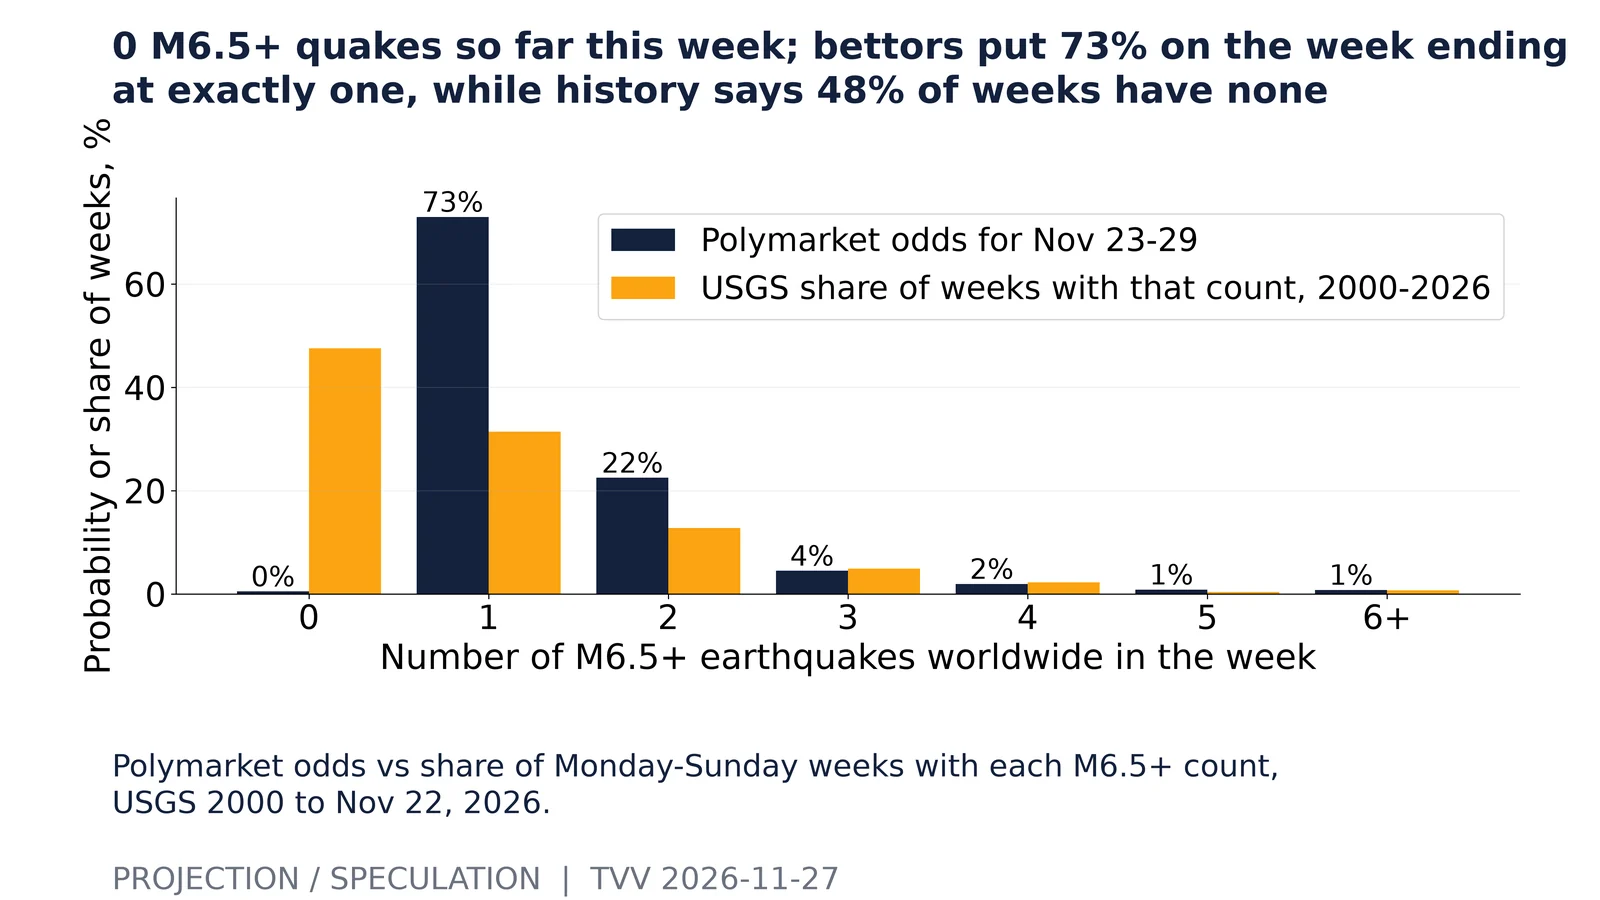 0 M6.5+ quakes so far this week; bettors put 73% on the week ending
at exactly one, while history says 48% of weeks have none
Probability or share of weeks, %
60
40
20
0
73%
22%
0%
4%
2%
1%
1%
Polymarket odds for Nov 23-29
USGS share of weeks with that count, 2000-2026
0 1 2 3 4 5 6+
Number of M6.5+ earthquakes worldwide in the week
Polymarket odds vs share of Monday-Sunday weeks with each M6.5+ count,
USGS 2000 to Nov 22, 2026.
PROJECTION / SPECULATION | TVV 2026-11-27